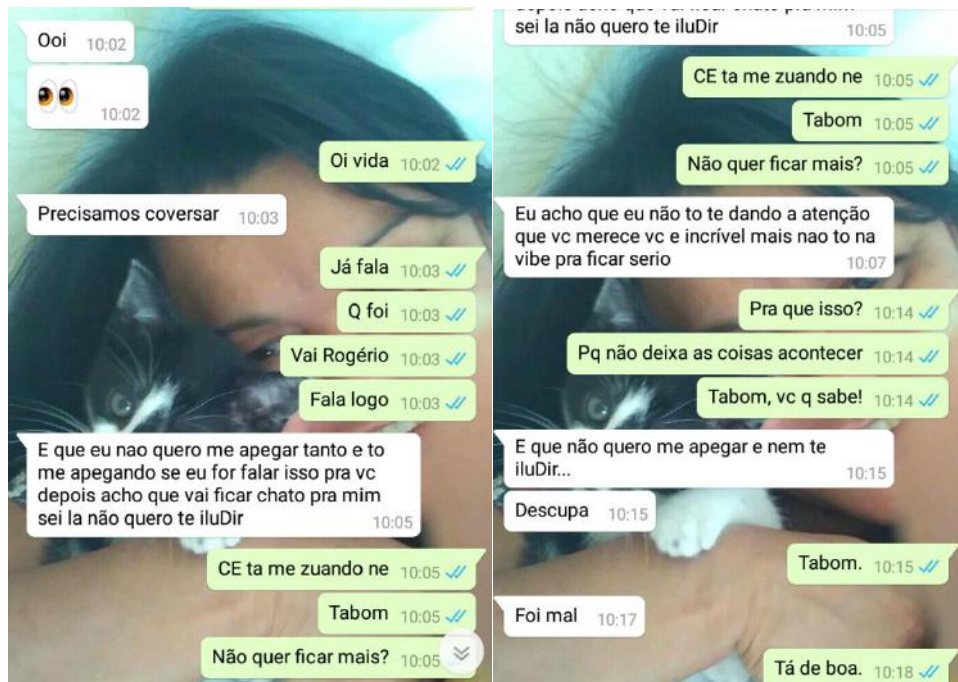 Ooi 10:02
👀 10:02
Oi vida 10:02
Precisamos coversar 10:03
Já fala 10:03
Q foi 10:03
Vai Rogério 10:03
Fala logo 10:03
E que eu nao quero me apegar tanto e to
me apegando se eu for falar isso pra vc
depois acho que vai ficar chato pra mim
sei la não quero te iluDir 10:05
CE ta me zuando ne 10:05
Tabom 10:05
Não quer ficar mais? 10:05
depois acho que vai ficar chato pra mim
sei la não quero te iluDir 10:05
CE ta me zuando ne 10:05
Tabom 10:05
Não quer ficar mais? 10:05
Eu acho que eu não to te dando a atenção
que vc merece vc e incrível mais nao to na
vibe pra ficar serio 10:07
Pra que isso? 10:14
Pq não deixa as coisas acontecer 10:14
Tabom, vc q sabe! 10:14
E que não quero me apegar e nem te
iluDir... 10:15
Descupa 10:15
Tabom. 10:15
Foi mal 10:17
Tá de boa. 10:18